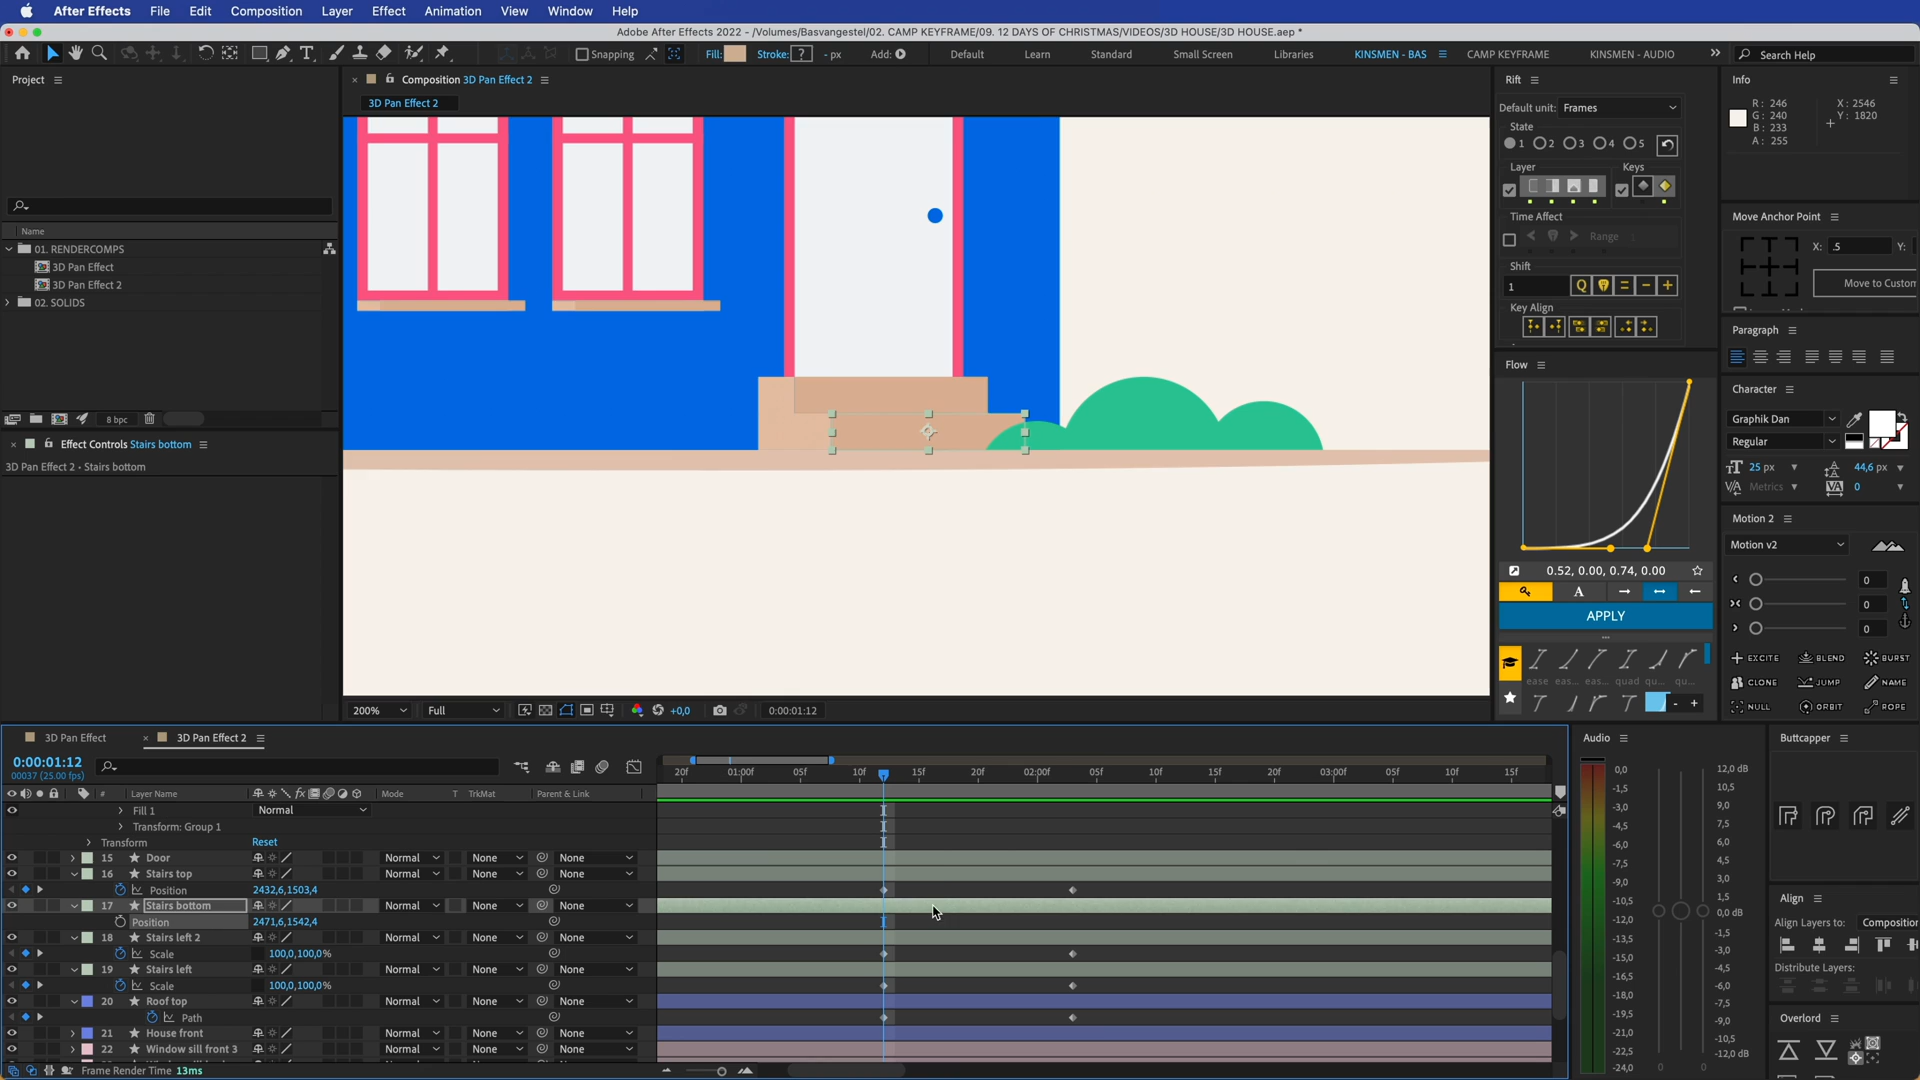 After Effects File Edit Composition Layer Effect Animation View Window Help
Adobe After Effects 2022 - /Volumes/Basvangestel/02. CAMP KEYFRAME/09. 12 DAYS OF CHRISTMAS/VIDEOS/3D HOUSE/3D HOUSE.aep *
Snapping Fill: Stroke: ? - px Add: Default Learn Standard Small Screen Libraries KINSMEN - BAS CAMP KEYFRAME KINSMEN - AUDIO Search Help
Project
Composition 3D Pan Effect 2
3D Pan Effect 2
Name
01. RENDERCOMPS
3D Pan Effect
3D Pan Effect 2
02. SOLIDS
8 bpc
Effect Controls Stairs bottom
3D Pan Effect 2 • Stairs bottom
200% Full +0,0 0:00:01:12
Rift
Default unit: Frames
State
1 2 3 4 5
Layer Keys
Time Affect
Range
Shift
1
Key Align
Flow
0.52, 0.00, 0.74, 0.00
A
APPLY
ease eas... eas... quad qu... qu...
Info
R: 246 X: 2546
G: 240 Y: 1820
B: 233
A: 255
Move Anchor Point
X: .5 Y:
Move to Custom
Paragraph
Character
Graphik Dan
Regular
25 px 44,6 px
Metrics 0
Motion 2
Motion v2
0
0
0
EXCITE BLEND BURST
CLONE JUMP NAME
NULL ORBIT ROPE
3D Pan Effect 3D Pan Effect 2
0:00:01:12
00037 (25.00 fps)
20f 01:00f 05f 10f 15f 20f 02:00f 05f 10f 15f 20f 03:00f 05f 10f 15f
# Layer Name Mode T TrkMat Parent & Link
Fill 1 Normal
Transform: Group 1
Transform Reset
15 Door Normal None None
16 Stairs top Normal None None
Position 2432,6,1503,4
17 Stairs bottom Normal None None
Position 2471,6,1542,4
18 Stairs left 2 Normal None None
Scale 100,0,100,0%
19 Stairs left Normal None None
Scale 100,0,100,0%
20 Roof top Normal None None
Path
21 House front Normal None None
22 Window sill front 3 Normal None None
Frame Render Time 13ms
Audio
0,0
-1,5
-3,0
-4,5
-6,0
-7,5
-9,0
-10,5
-12,0
-13,5
-15,0
-16,5
-18,0
-19,5
-21,0
-22,5
-24,0
12,0 dB
10,5
9,0
7,5
6,0
4,5
3,0
1,5
0,0 dB
-1,5
-3,0
-4,5
-6,0
-7,5
-9,0
-10,5
-12,0 dB
0 0
Buttcapper
Align
Align Layers to: Composition
Distribute Layers:
Overlord